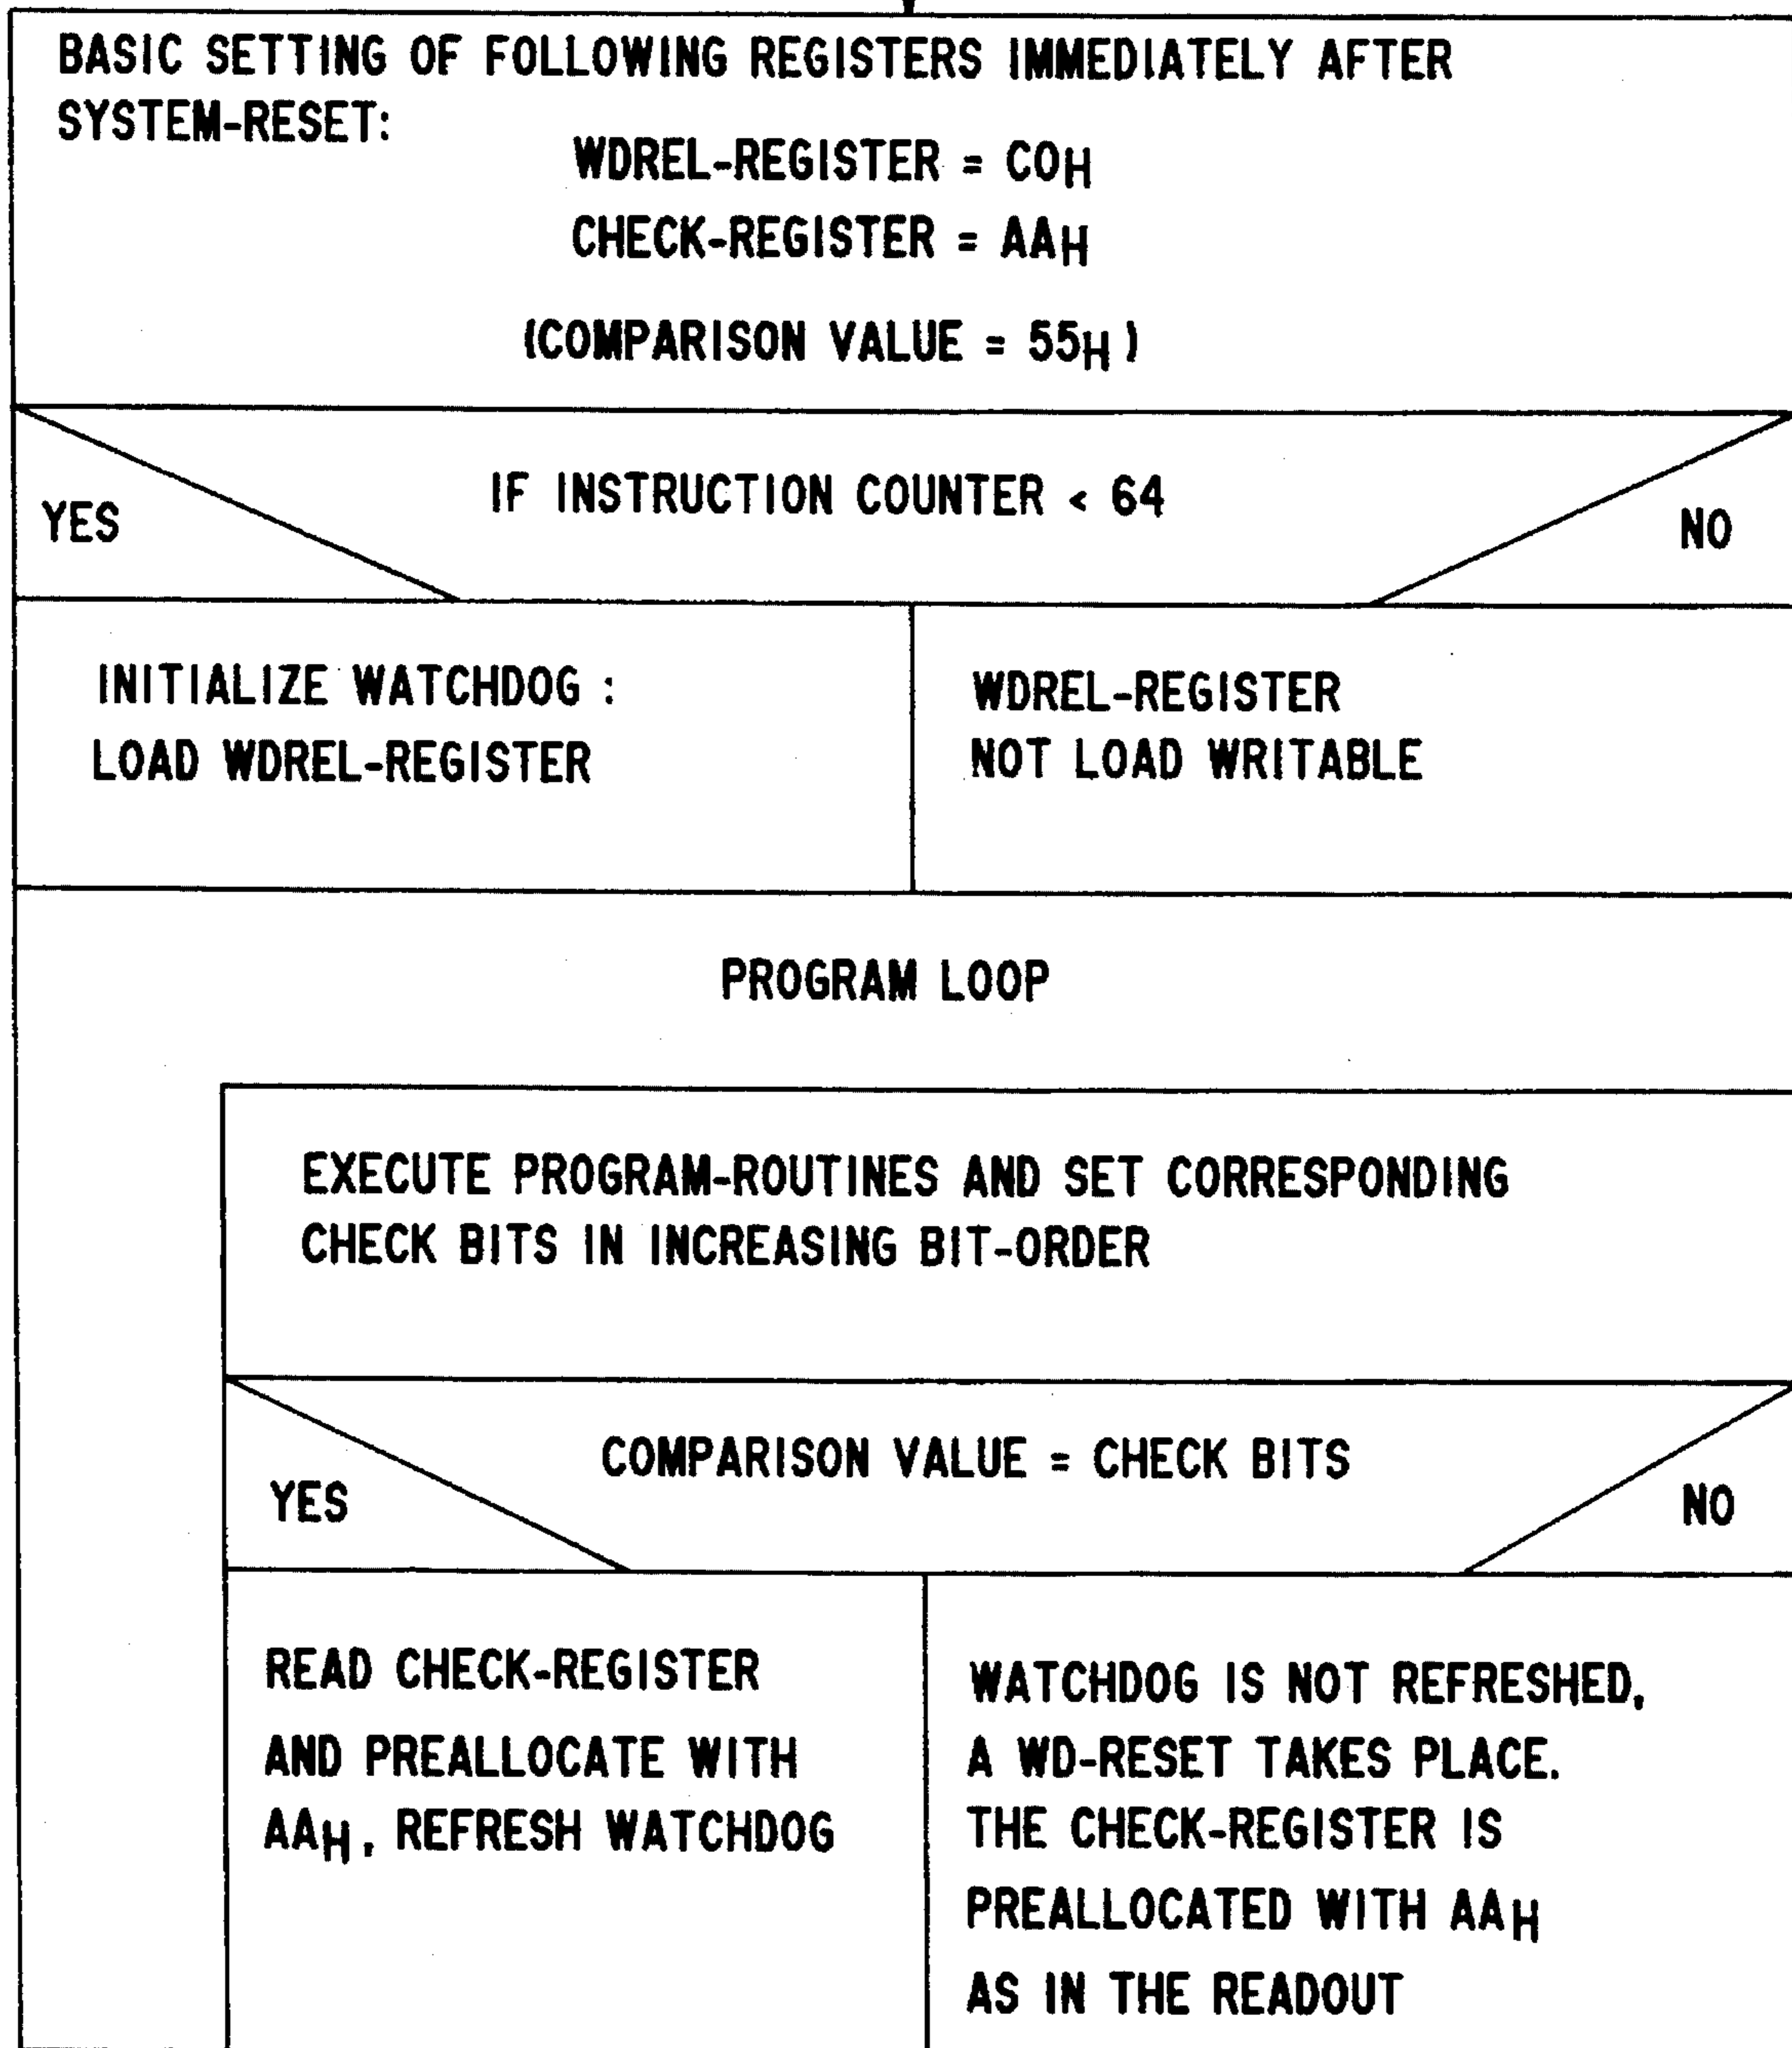 BASIC SETTING OF FOLLOWING REGISTERS IMMEDIATELY AFTER
SYSTEM-RESET:
WDREL-REGISTER = COH
CHECK-REGISTER = AAH
(COMPARISON VALUE = 55H)
IF INSTRUCTION COUNTER < 64
YES
NO
INITIALIZE WATCHDOG :
LOAD WDREL-REGISTER
WDREL-REGISTER
NOT LOAD WRITABLE
PROGRAM LOOP
EXECUTE PROGRAM-ROUTINES AND SET CORRESPONDING
CHECK BITS IN INCREASING BIT-ORDER
COMPARISON VALUE = CHECK BITS
YES
NO
READ CHECK-REGISTER
AND PREALLOCATE WITH
AAH, REFRESH WATCHDOG
WATCHDOG IS NOT REFRESHED,
A WD-RESET TAKES PLACE.
THE CHECK-REGISTER IS
PREALLOCATED WITH AAH
AS IN THE READOUT